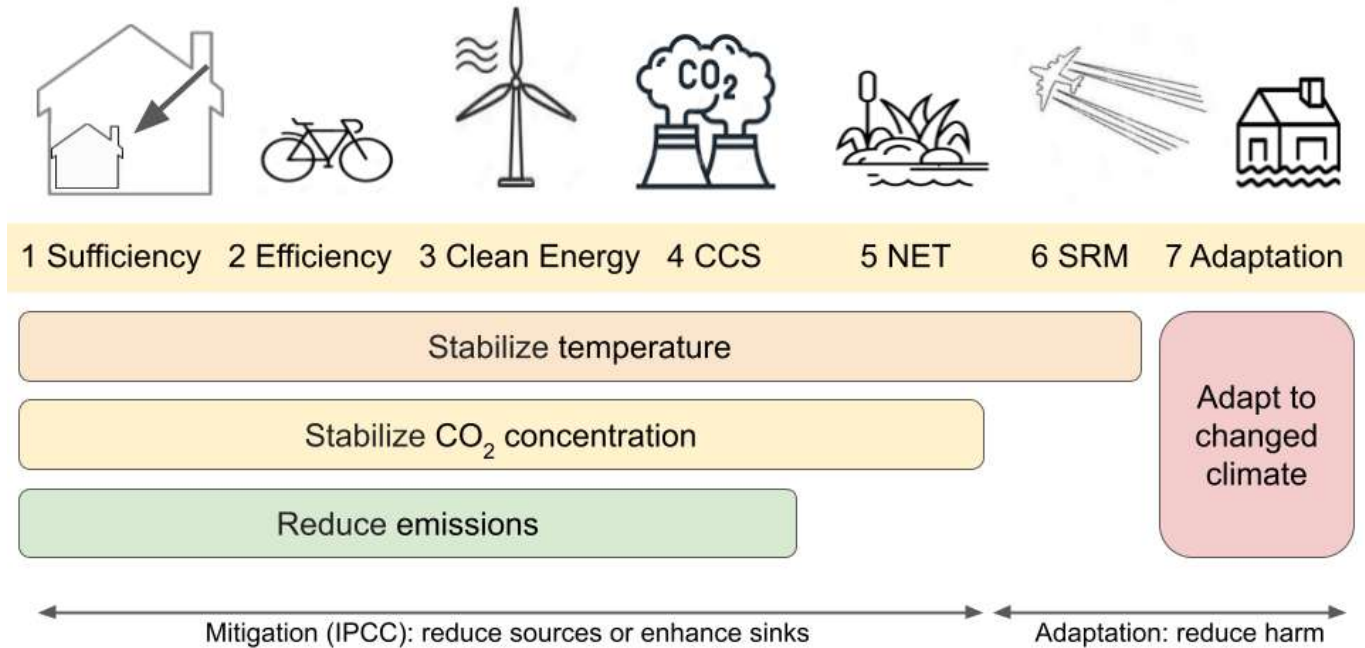 CO₂
1 Sufficiency 2 Efficiency 3 Clean Energy 4 CCS 5 NET 6 SRM 7 Adaptation
Stabilize temperature
Stabilize CO₂ concentration
Reduce emissions
Adapt to
changed
climate
Mitigation (IPCC): reduce sources or enhance sinks
Adaptation: reduce harm